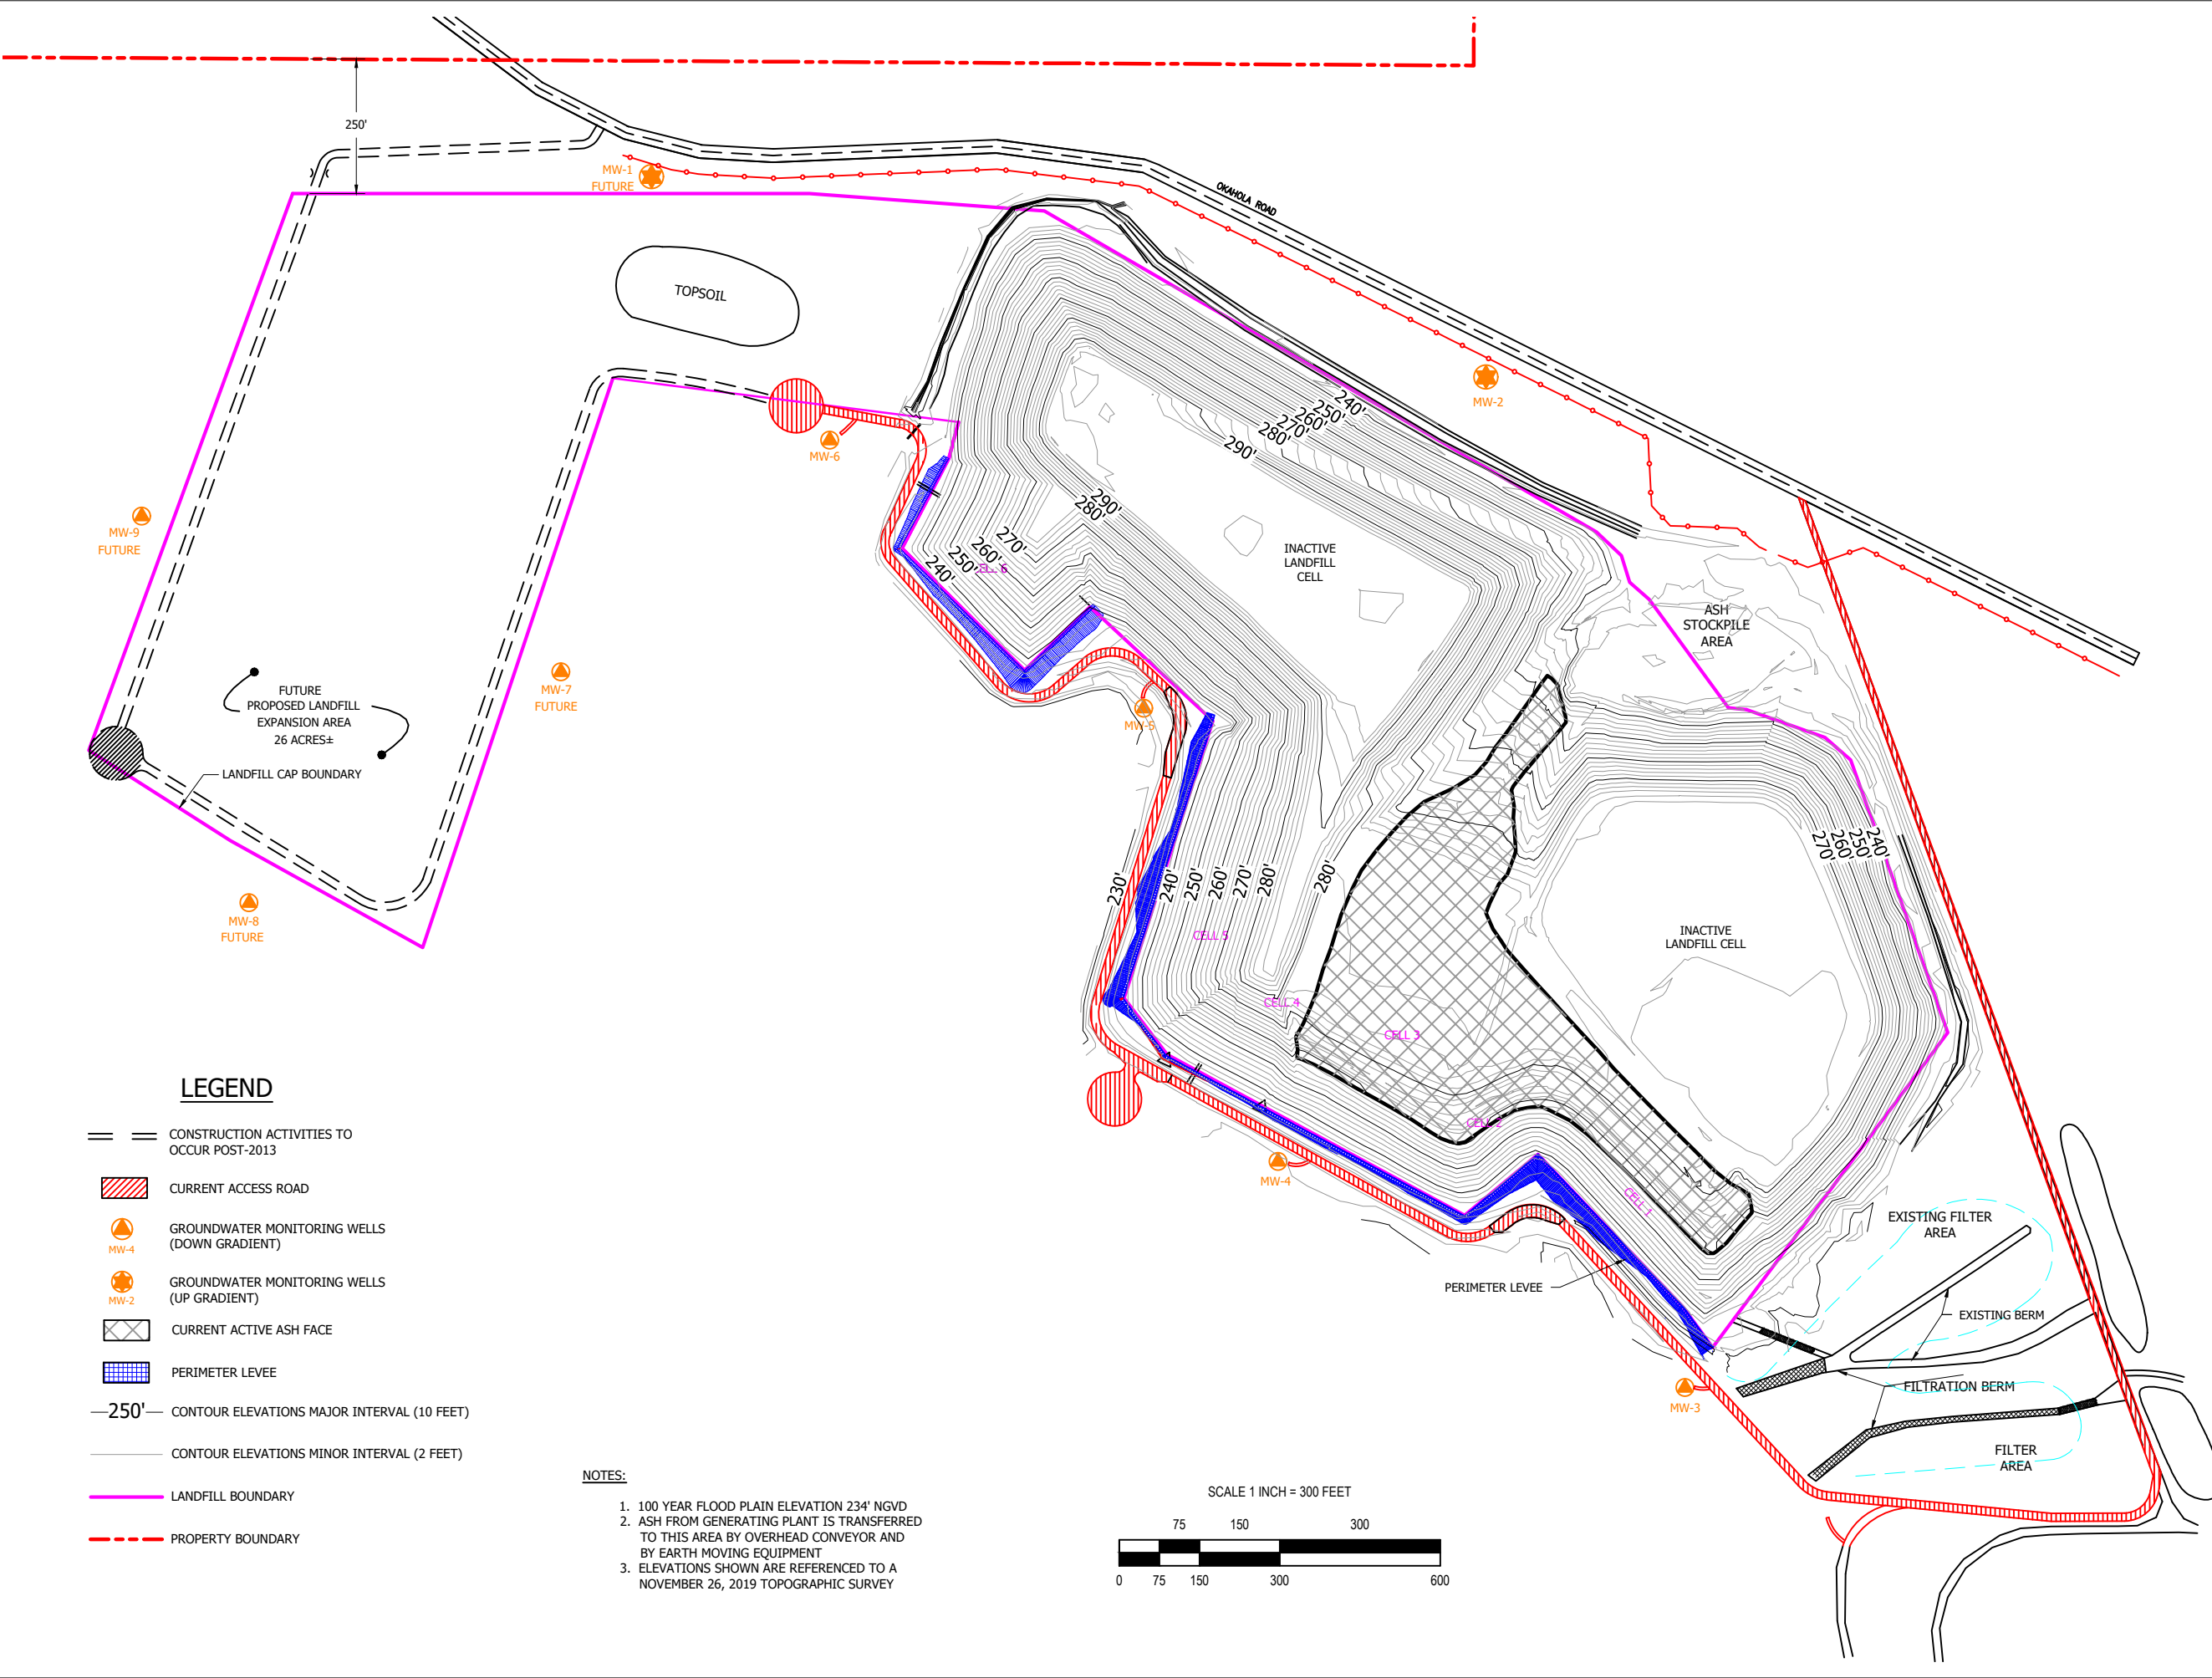 250'
MW-1
FUTURE
OKAHOLA ROAD
TOPSOIL
MW-2
MW-6
240'
250'
260'
270'
280'
290'
290'
280'
270'
260'
250'
240'
CELL 6
INACTIVE
LANDFILL
CELL
ASH
STOCKPILE
AREA
MW-9
FUTURE
MW-7
FUTURE
MW-5
FUTURE
PROPOSED LANDFILL
EXPANSION AREA
26 ACRES±
LANDFILL CAP BOUNDARY
MW-8
FUTURE
230'
240'
250'
260'
270'
280'
280'
270'
260'
250'
240'
INACTIVE
LANDFILL CELL
CELL 5
CELL 4
CELL 3
CELL 2
CELL 1
MW-4
EXISTING FILTER
AREA
PERIMETER LEVEE
EXISTING BERM
FILTRATION BERM
MW-3
FILTER
AREA
LEGEND
CONSTRUCTION ACTIVITIES TO
OCCUR POST-2013
CURRENT ACCESS ROAD
MW-4
GROUNDWATER MONITORING WELLS
(DOWN GRADIENT)
MW-2
GROUNDWATER MONITORING WELLS
(UP GRADIENT)
CURRENT ACTIVE ASH FACE
PERIMETER LEVEE
250' CONTOUR ELEVATIONS MAJOR INTERVAL (10 FEET)
CONTOUR ELEVATIONS MINOR INTERVAL (2 FEET)
LANDFILL BOUNDARY
PROPERTY BOUNDARY
NOTES:
1. 100 YEAR FLOOD PLAIN ELEVATION 234' NGVD
2. ASH FROM GENERATING PLANT IS TRANSFERRED
TO THIS AREA BY OVERHEAD CONVEYOR AND
BY EARTH MOVING EQUIPMENT
3. ELEVATIONS SHOWN ARE REFERENCED TO A
NOVEMBER 26, 2019 TOPOGRAPHIC SURVEY
SCALE 1 INCH = 300 FEET
75 150 300
0 75 150 300 600